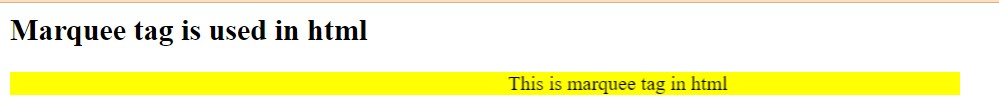 Marquee tag is used in html
This is marquee tag in html